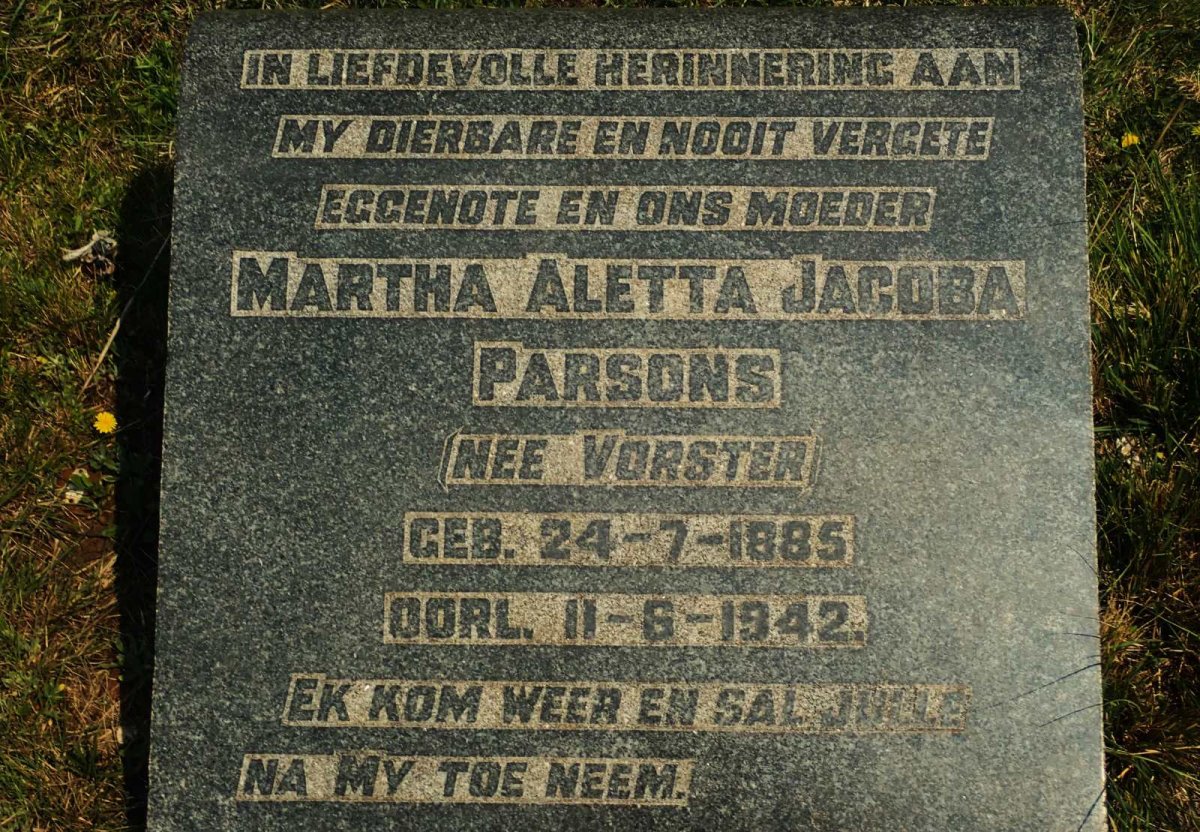 IN LIEFDEVOLLE HERINNERING AAN
MY DIERBARE EN NOOIT VERGETE
EGGENOTE EN ONS MOEDER
MARTHA ALETTA JACOBA
PARSONS
(NEE VORSTER)
GEB. 24-7-1885
OORL. 11-6-1942.
EK KOM WEER EN SAL JULLE
NA MY TOE NEEM.